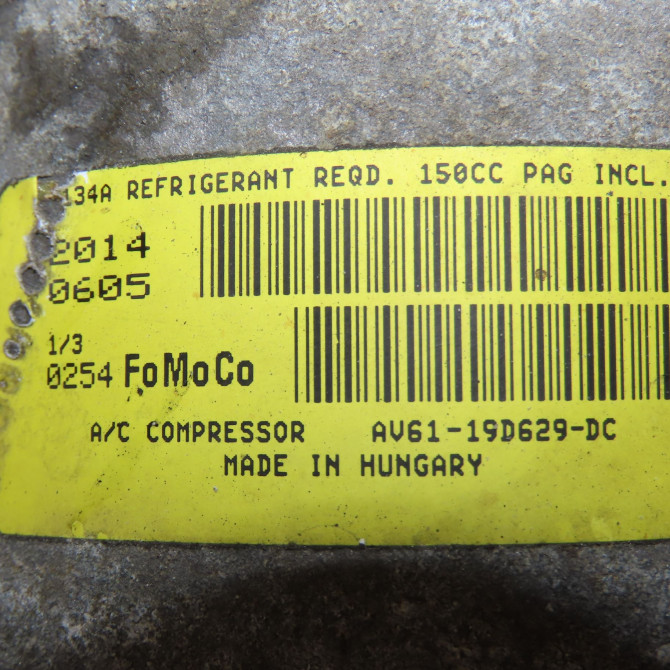 134A REFRIGERANT REQD. 150CC PAG INCL.
2014
0605
1/3
0254 FoMoCo
A/C COMPRESSOR AV61-19D629-DC
MADE IN HUNGARY